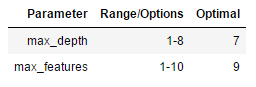 Parameter Range/Options Optimal
max_depth 1-8 7
max_features 1-10 9